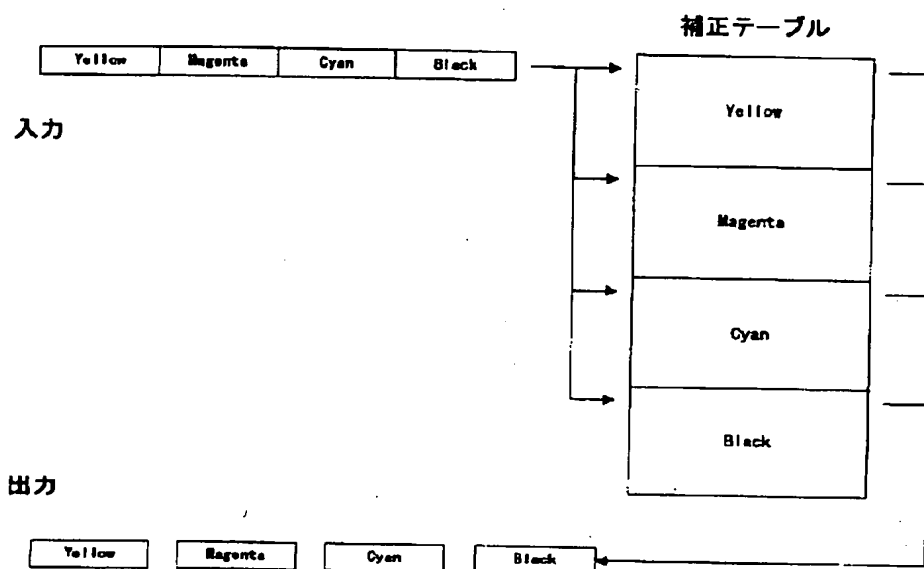 補正テーブル
Yellow Magenta Cyan Black
入力
Yellow
Magenta
Cyan
Black
出力
Yellow Magenta Cyan Black